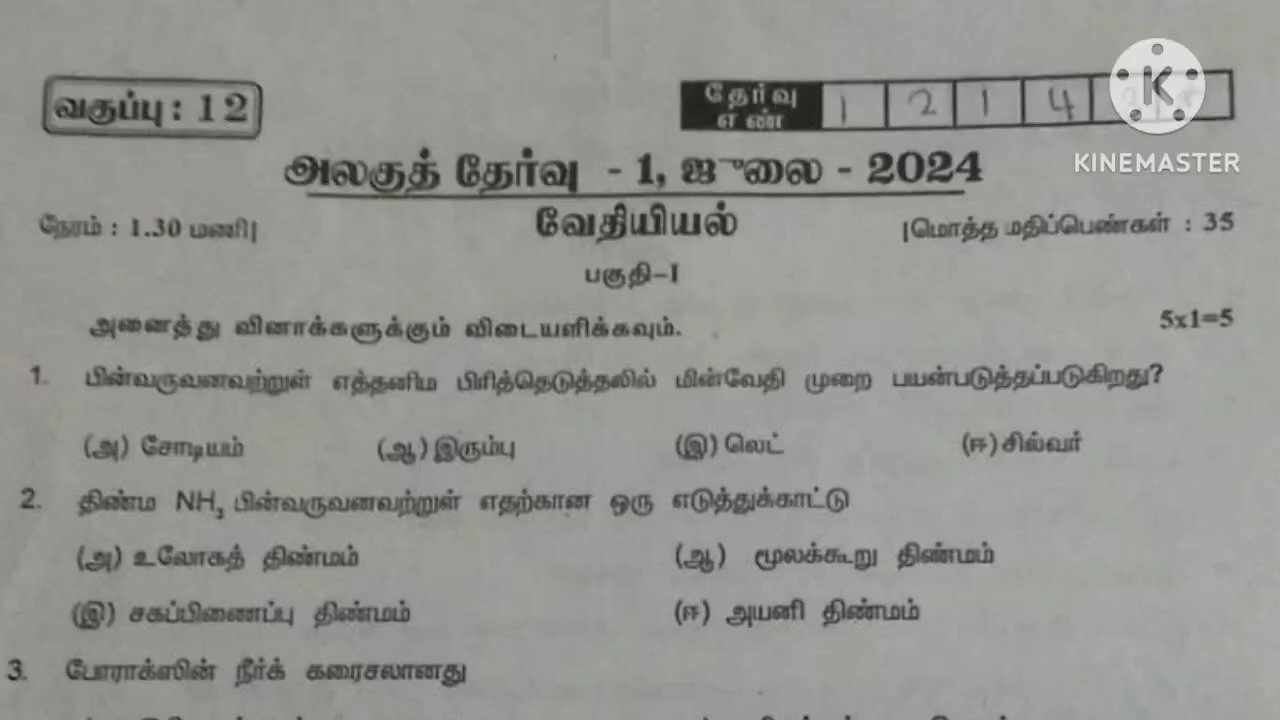 வகுப்பு : 12
தேர்வு எண் 1 2 1 4
KINEMASTER
அலகுத் தேர்வு - 1, ஜூலை - 2024
நேரம் : 1.30 மணி]
வேதியியல்
[மொத்த மதிப்பெண்கள் : 35
பகுதி-I
அனைத்து வினாக்களுக்கும் விடையளிக்கவும்.
5x1=5
1. பின்வருவனவற்றுள் எத்தனிம பிரித்தெடுத்தலில் மின்வேதி முறை பயன்படுத்தப்படுகிறது?
(அ) சோடியம் (ஆ) இரும்பு (இ) லெட் (ஈ) சில்வர்
2. திண்ம NH₃ பின்வருவனவற்றுள் எதற்கான ஒரு எடுத்துக்காட்டு
(அ) உலோகத் திண்மம் (ஆ) மூலக்கூறு திண்மம்
(இ) சகப்பிணைப்பு திண்மம் (ஈ) அயனி திண்மம்
3. போராக்ஸின் நீர்க் கரைசலானது